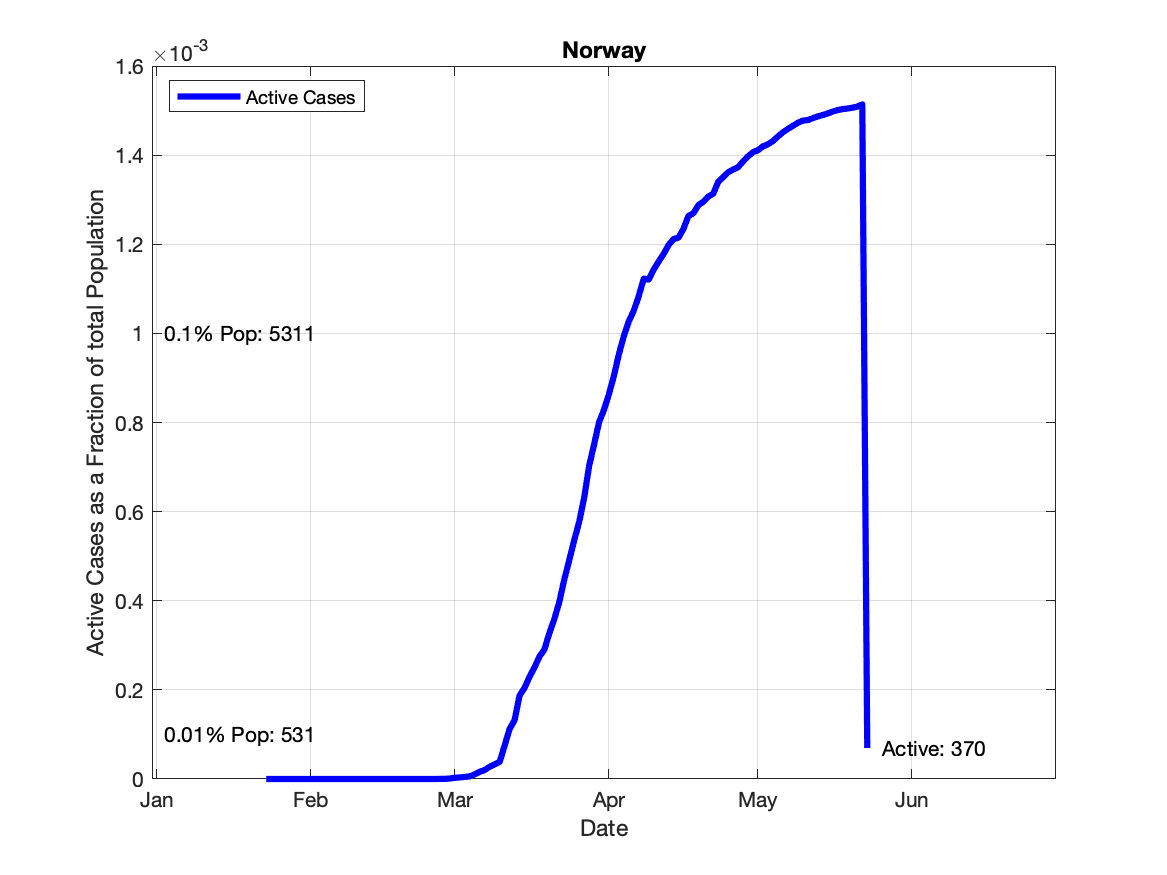 Norway
×10-3
1.6
1.4
1.2
1
0.8
0.6
0.4
0.2
0
Active Cases
0.1% Pop: 5311
0.01% Pop: 531
Active: 370
Active Cases as a Fraction of total Population
Jan Feb Mar Apr May Jun
Date